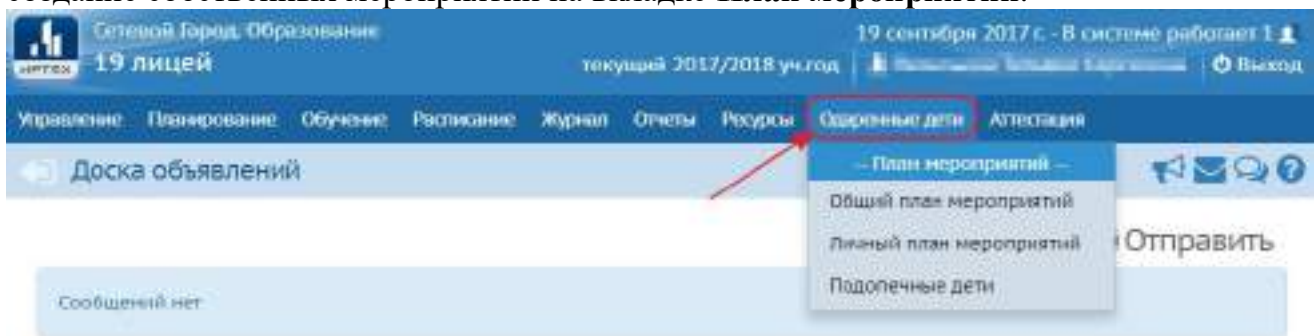 создание собственных мероприятий на вкладке План мероприятий.
Сетевой Город. Образование
19 сентября 2017 г. - В системе работает 1
ИРТЕХ
19 лицей
текущий 2017/2018 уч.год
Выход
Управление Планирование Обучение Расписание Журнал Отчеты Ресурсы Одаренные дети Аттестация
Доска объявлений
-- План мероприятий --
Общий план мероприятий
Личный план мероприятий
Отправить
Подопечные дети
Сообщений нет